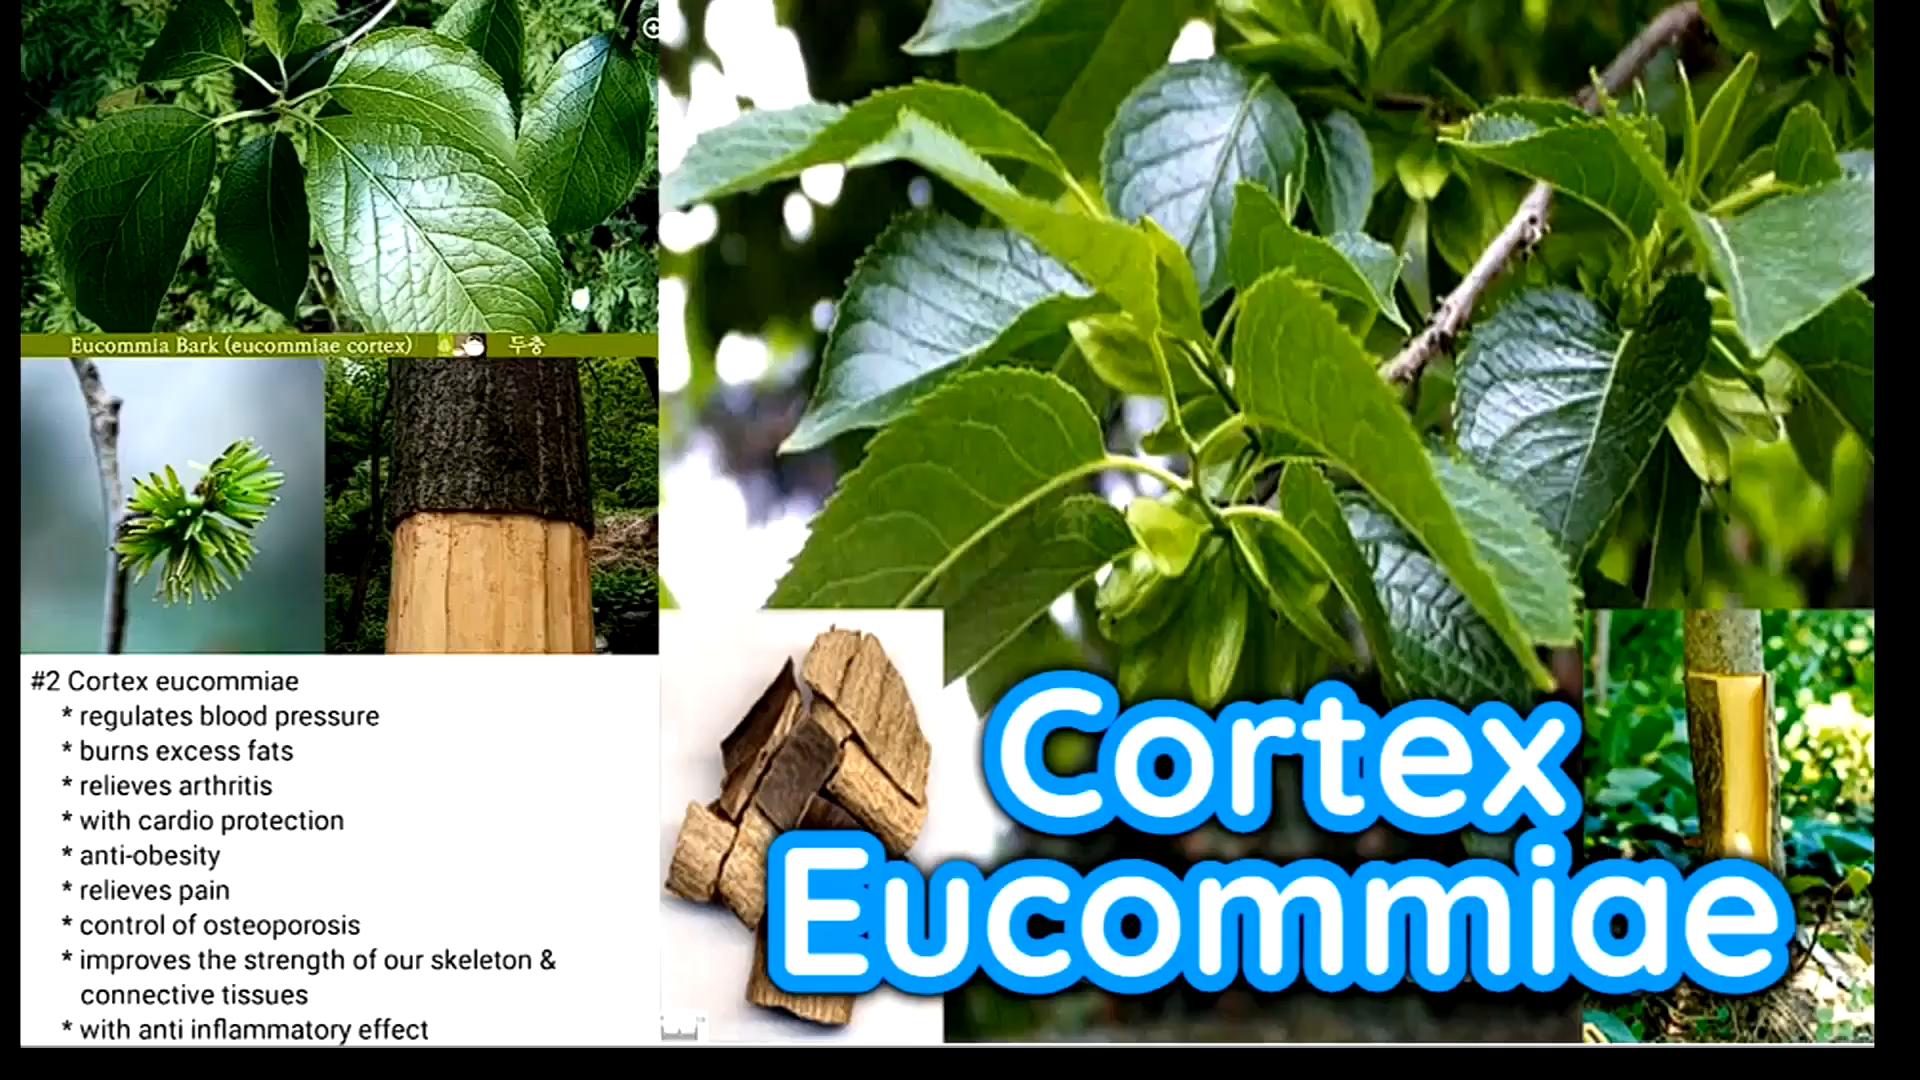 Eucommia Bark (eucommiae cortex) 두충
#2 Cortex eucommiae
* regulates blood pressure
* burns excess fats
* relieves arthritis
* with cardio protection
* anti-obesity
* relieves pain
* control of osteoporosis
* improves the strength of our skeleton &
connective tissues
* with anti inflammatory effect
Cortex
Eucommiae